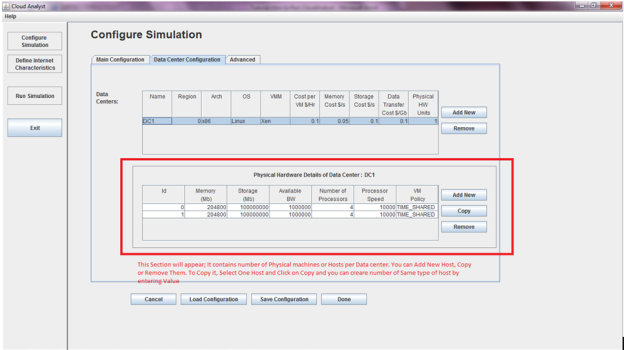 Cloud Analyst
Help
Configure
Simulation
Define Internet
Characteristics
Run Simulation
Exit
Configure Simulation
Main Configuration Data Center Configuration Advanced
Data
Centers:
Name Region Arch OS VMM Cost per
VM $/Hr Memory
Cost $/s Storage
Cost $/s Data
Transfer
Cost $/Gb Physical
HW
Units
DC1 0 x86 Linux Xen 0.1 0.05 0.1 0.1 1
Add New
Remove
Physical Hardware Details of Data Center : DC1
Id Memory
(Mb) Storage
(Mb) Available
BW Number of
Processors Processor
Speed VM
Policy
0 204800 100000000 1000000 4 10000 TIME_SHARED
1 204800 100000000 1000000 4 10000 TIME_SHARED
Add New
Copy
Remove
This Section will appear; It contains number of Physical machines or Hosts per Data center. You can Add New Host, Copy
or Remove Them. To Copy it, Select One Host and Click on Copy and you can creare number of Same type of host by
entering Value
Cancel Load Configuration Save Configuration Done